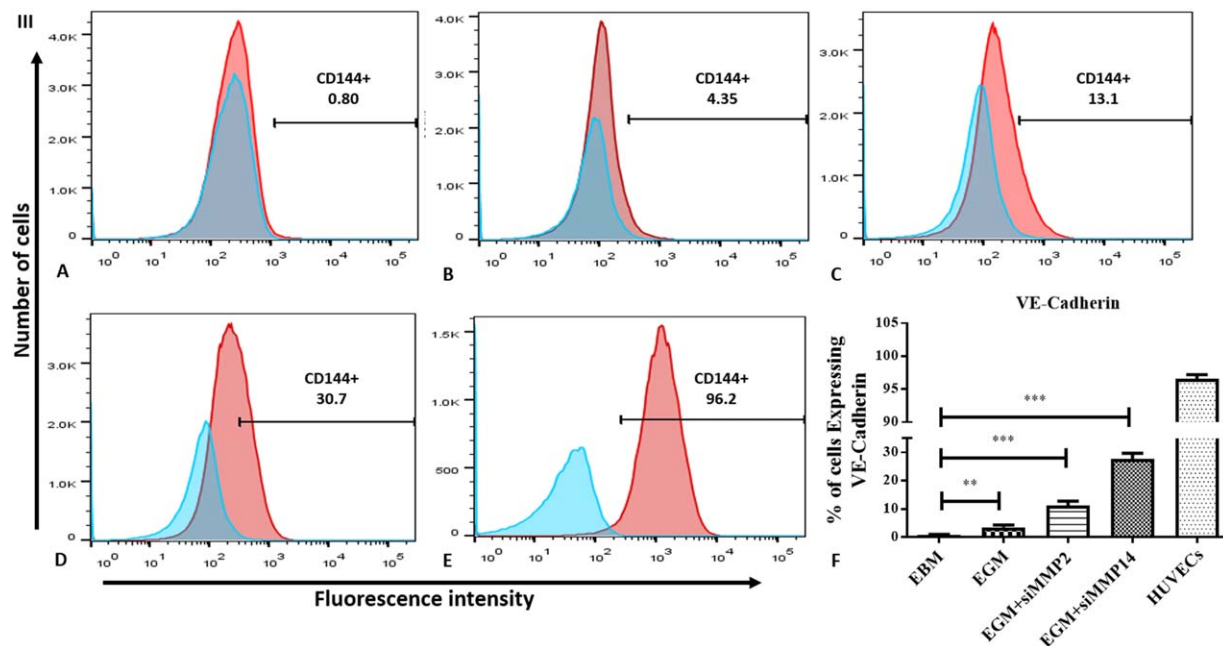 III
Number of cells
4.0K
3.0K
2.0K
1.0K
0
CD144+
0.80
10^0 10^1 10^2 10^3 10^4 10^5
A
4.0K
3.0K
2.0K
1.0K
0
CD144+
4.35
10^0 10^1 10^2 10^3 10^4 10^5
B
3.0K
2.0K
1.0K
0
CD144+
13.1
10^0 10^1 10^2 10^3 10^4 10^5
C
3.0K
2.0K
1.0K
0
CD144+
30.7
10^0 10^1 10^2 10^3 10^4 10^5
D
1.5K
1.0K
500
0
CD144+
96.2
10^0 10^1 10^2 10^3 10^4 10^5
E
Fluorescence intensity
VE-Cadherin
% of cells Expressing
VE-Cadherin
105
100
95
90
30
20
10
0
***
***
**
EBM
EGM
EGM+siMMP2
EGM+siMMP14
HUVECs
F